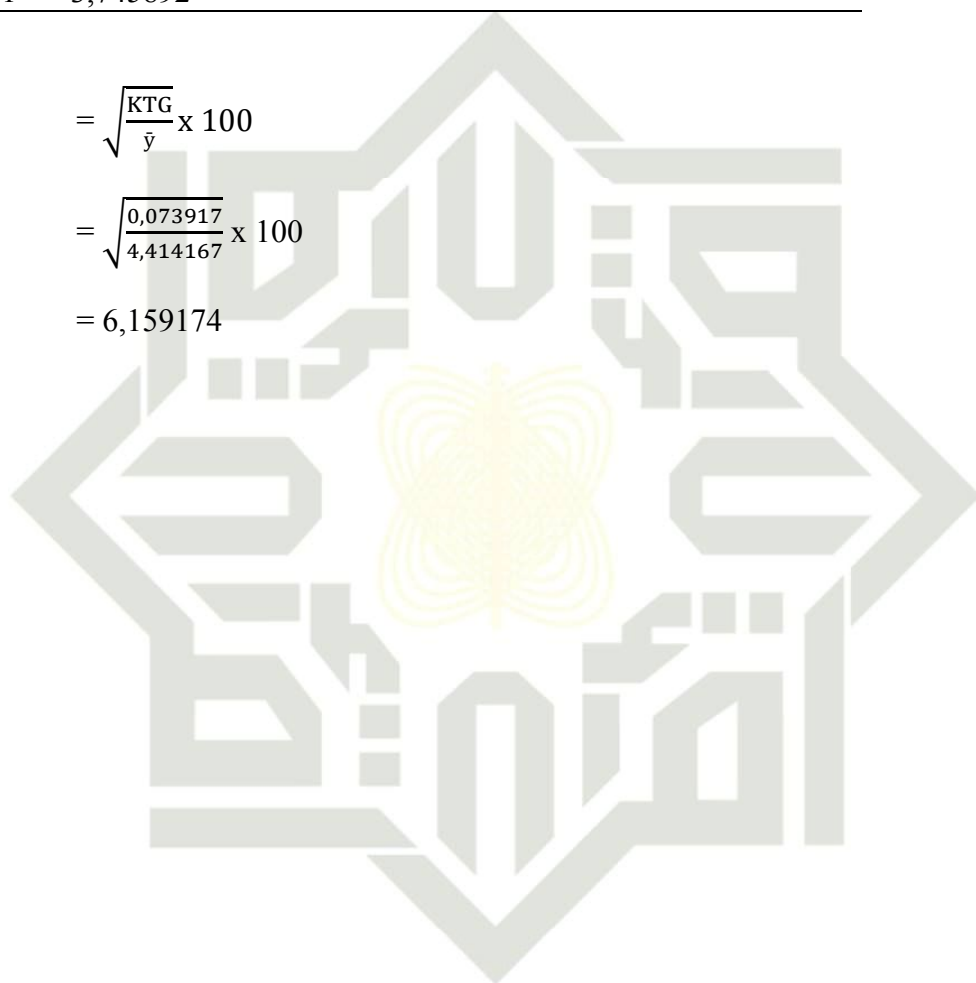 = √KTG/ȳ x 100
= √0,073917/4,414167 x 100
= 6,159174